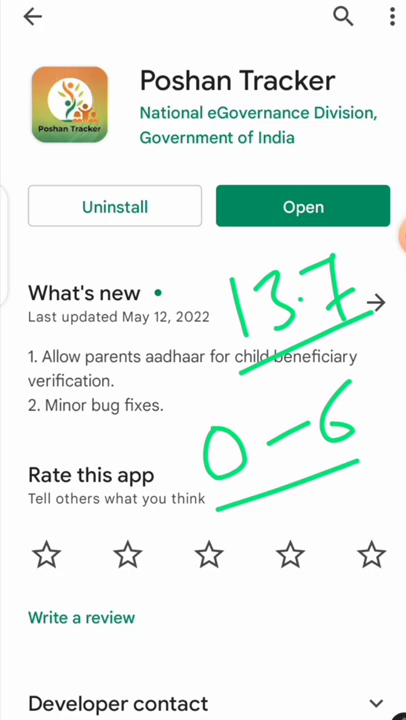 Poshan Tracker
Poshan Tracker
National eGovernance Division,
Government of India
Uninstall
Open
What's new
Last updated May 12, 2022
13.7
1. Allow parents aadhaar for child beneficiary
verification.
2. Minor bug fixes.
0-6
Rate this app
Tell others what you think
Write a review
Developer contact